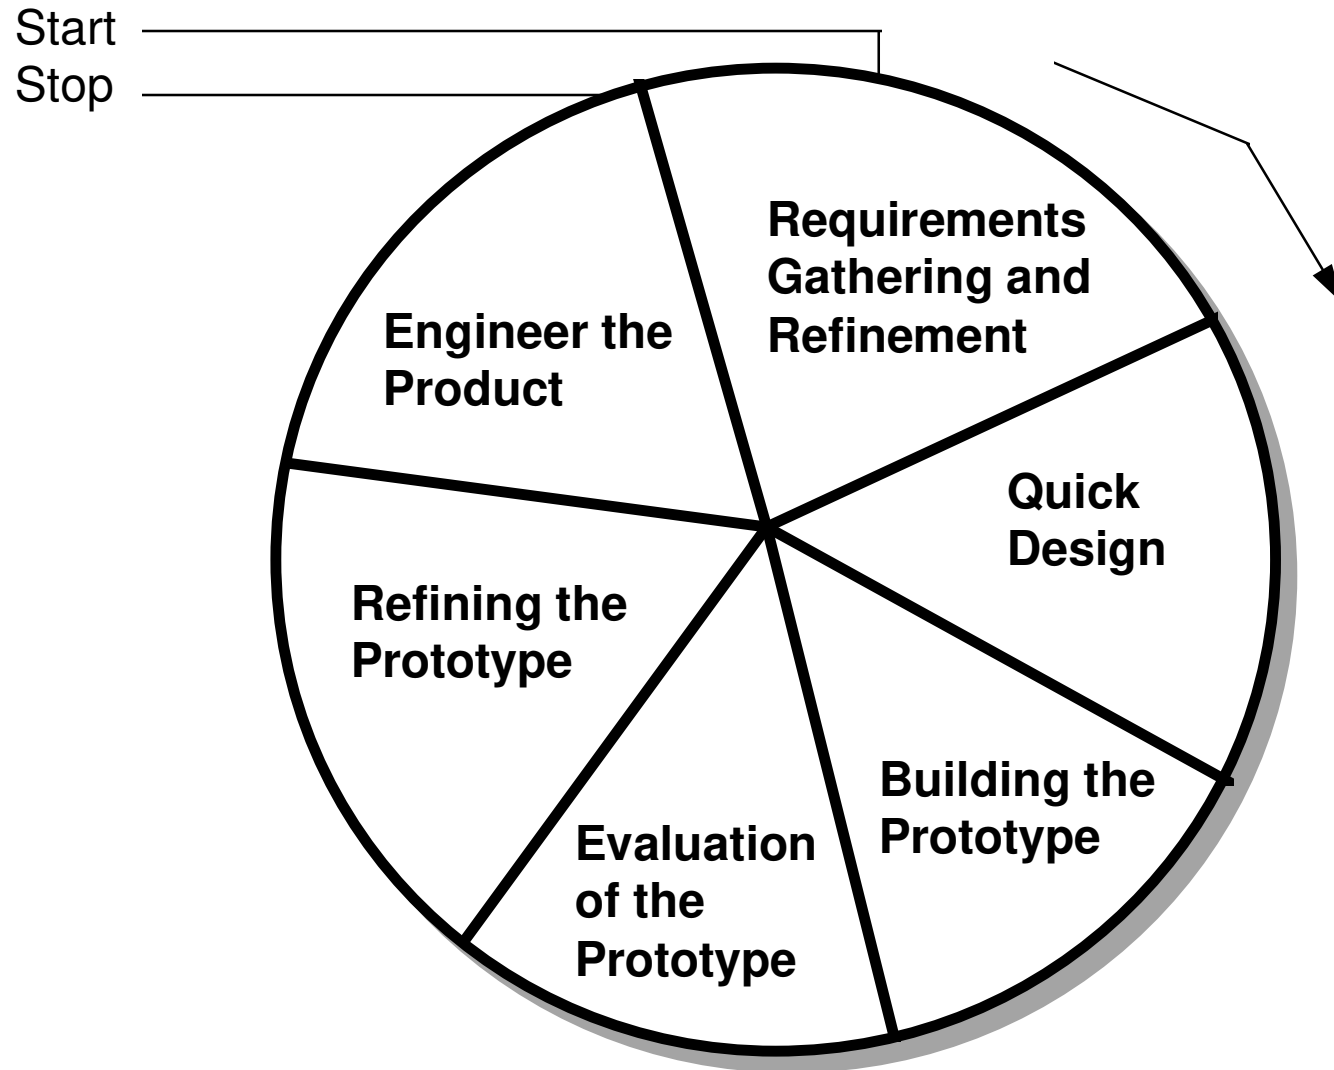 Start
Stop
Requirements
Gathering and
Refinement
Engineer the
Product
Quick
Design
Refining the
Prototype
Building the
Prototype
Evaluation
of the
Prototype